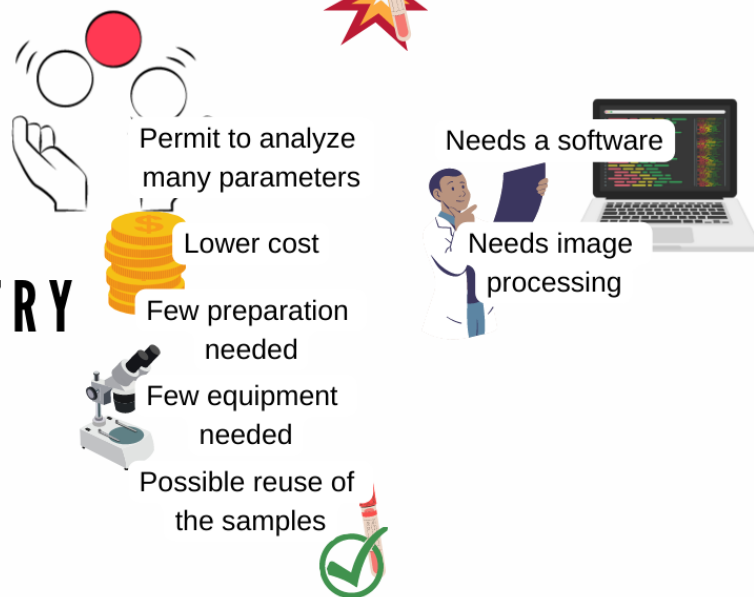 Permit to analyze
many parameters
Lower cost
TRY
Few preparation
needed
Few equipment
needed
Possible reuse of
the samples
Needs a software
Needs image
processing